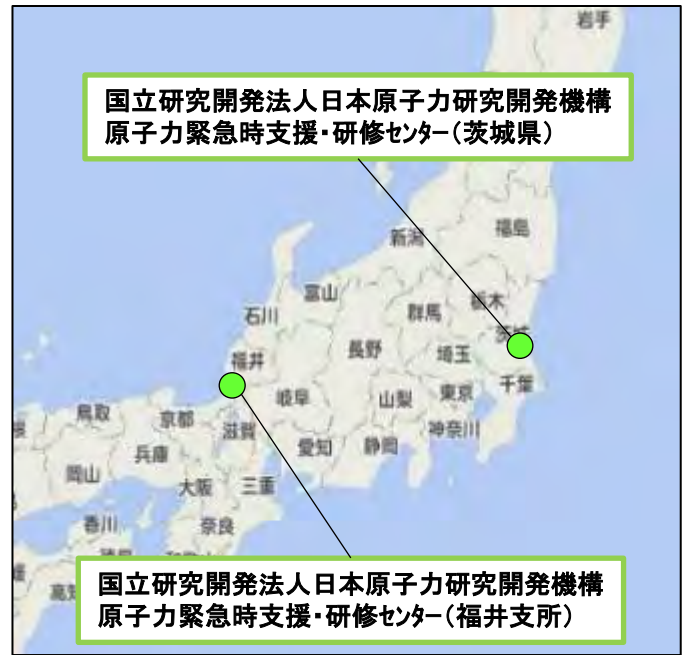 岩手
国立研究開発法人日本原子力研究開発機構
原子力緊急時支援・研修センター（茨城県）
新潟
福島
富山
石川
群馬
栃木
茨城
福井
長野
埼玉
岐阜
山梨
東京
千葉
鳥取
京都
滋賀
愛知
静岡
神奈川
兵庫
岡山
大阪
三重
香川
奈良
国立研究開発法人日本原子力研究開発機構
原子力緊急時支援・研修センター（福井支所）